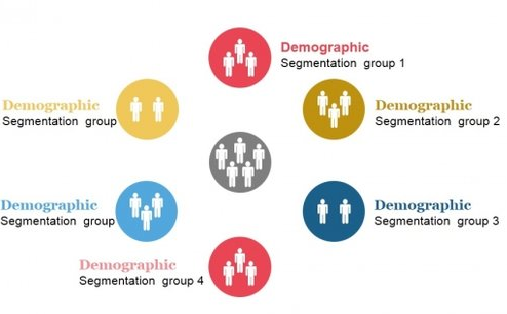 Demographic
Segmentation group 1
Demographic
Segmentation group
Demographic
Segmentation group 2
Demographic
Segmentation group
Demographic
Segmentation group 3
Demographic
Segmentation group 4